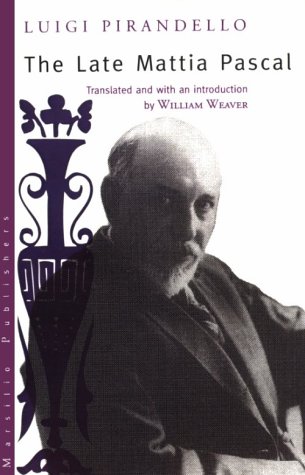 LUIGI PIRANDELLO
The Late Mattia Pascal
Translated and with an introduction
by WILLIAM WEAVER
Marsilio Publishers